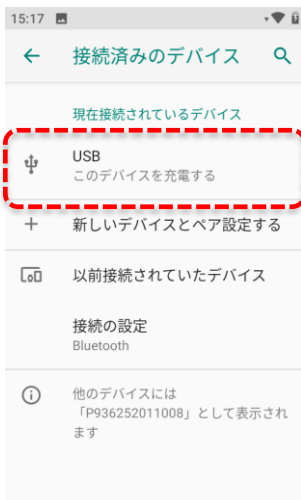 15:17
接続済みのデバイス
現在接続されているデバイス
USB
このデバイスを充電する
新しいデバイスとペア設定する
以前接続されていたデバイス
接続の設定
Bluetooth
他のデバイスには
「P936252011008」として表示され
ます